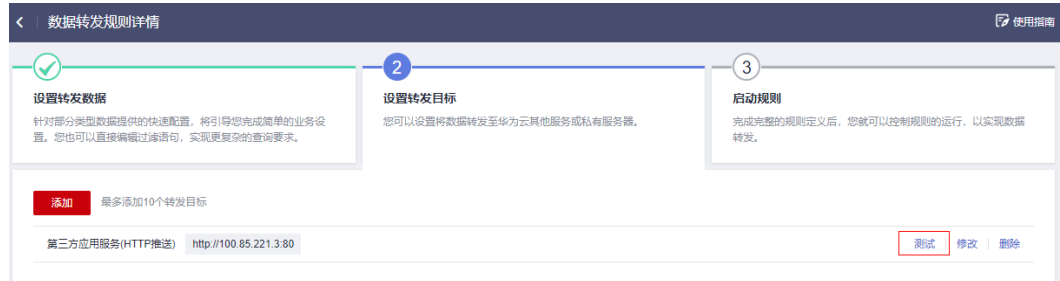 数据转发规则详情
使用指南
2
3
设置转发数据
针对部分类型数据提供的快速配置，将引导您完成简单的业务设
置。您也可以直接编辑过滤语句，实现更复杂的查询要求。
设置转发目标
您可以设置将数据转发至华为云其他服务或私有服务器。
启动规则
完成完整的规则定义后，您就可以控制规则的运行，以实现数据
转发。
添加 最多添加10个转发目标
第三方应用服务(HTTP推送) http://100.85.221.3:80 测试 修改 删除